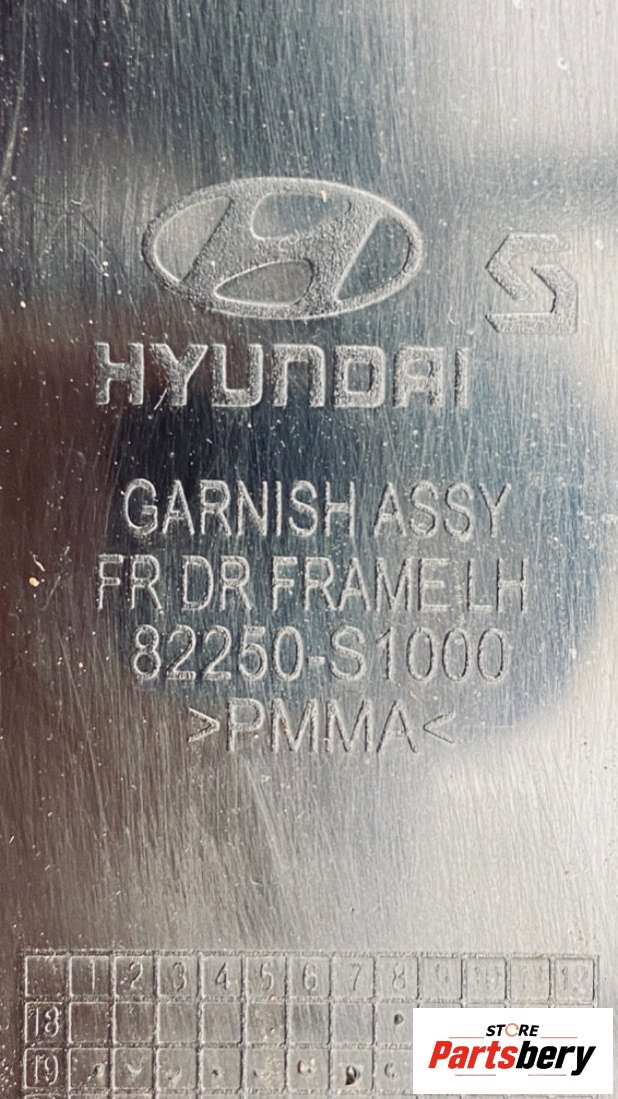 HYUNDAI
S
GARNISH ASSY
FR DR FRAME LH
82250-S1000
>PMMA<
1 2 3 4 5 6 7 8 9 10 11 12
18
19
STORE
Partsbery